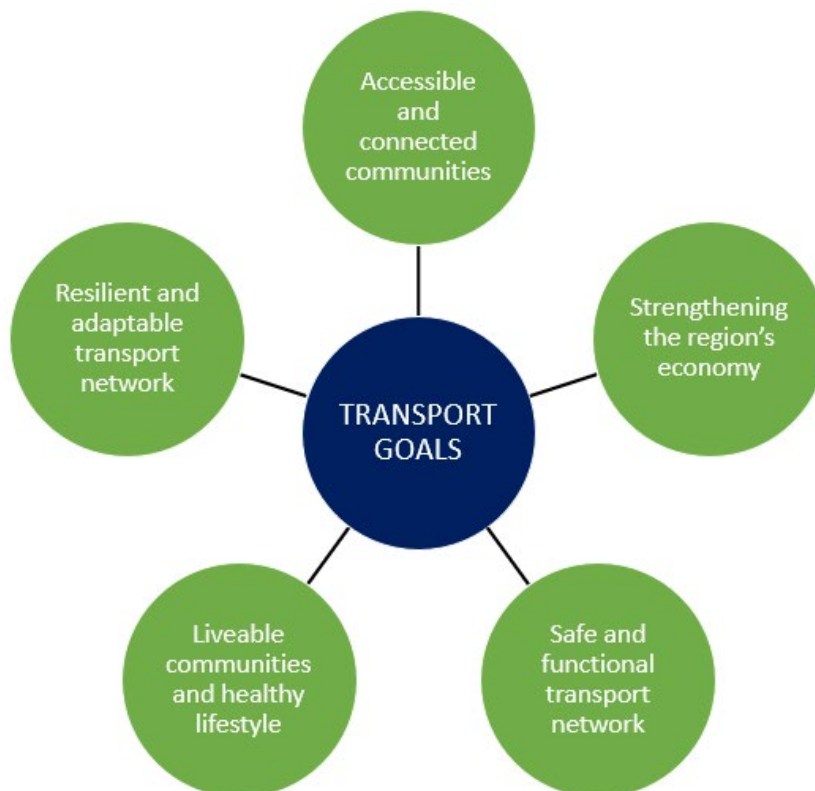 Accessible
and
connected
communities
Strengthening
the region’s
economy
Safe and
functional
transport
network
Liveable
communities
and healthy
lifestyle
Resilient and
adaptable
transport
network
TRANSPORT
GOALS